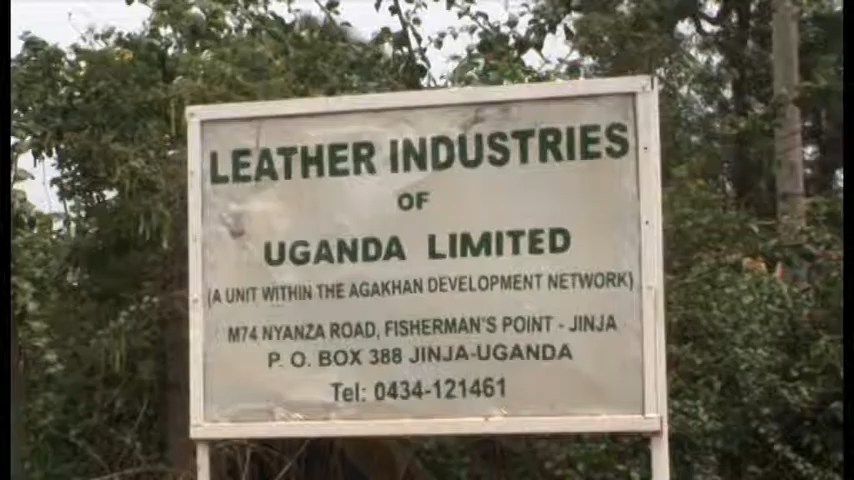 LEATHER INDUSTRIES
OF
UGANDA LIMITED
(A UNIT WITHIN THE AGAKHAN DEVELOPMENT NETWORK)
M74 NYANZA ROAD, FISHERMAN'S POINT - JINJA
P. O. BOX 388 JINJA-UGANDA
Tel: 0434-121461